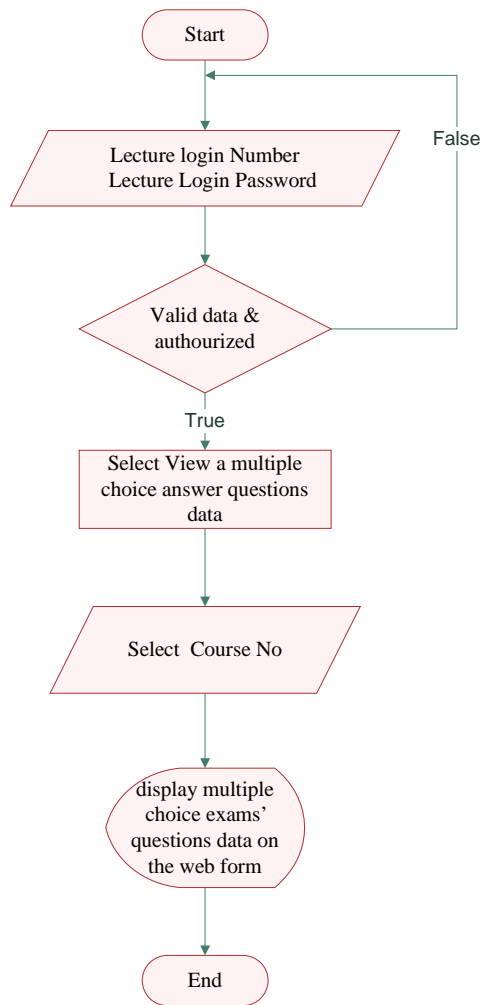 Start
False
Lecture login Number
Lecture Login Password
Valid data &
authourized
True
Select View a multiple
choice answer questions
data
Select  Course No
display multiple
choice exams’
questions data on
the web form
End